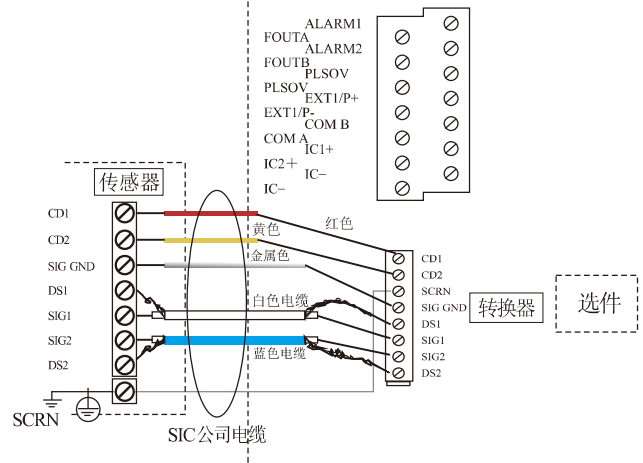 ALARM1
FOUTA
ALARM2
FOUTB
PLSOV
PLSOV
EXT1/P+
EXT1/P-
COM B
COM A
IC1+
IC2+
IC-
IC-
传感器
CD1
CD2
SIG GND
DS1
SIG1
SIG2
DS2
SCRN
红色
黄色
金属色
白色电缆
蓝色电缆
SIC公司电缆
CD1
CD2
SCRN
SIG GND
DS1
SIG1
SIG2
DS2
转换器
选件